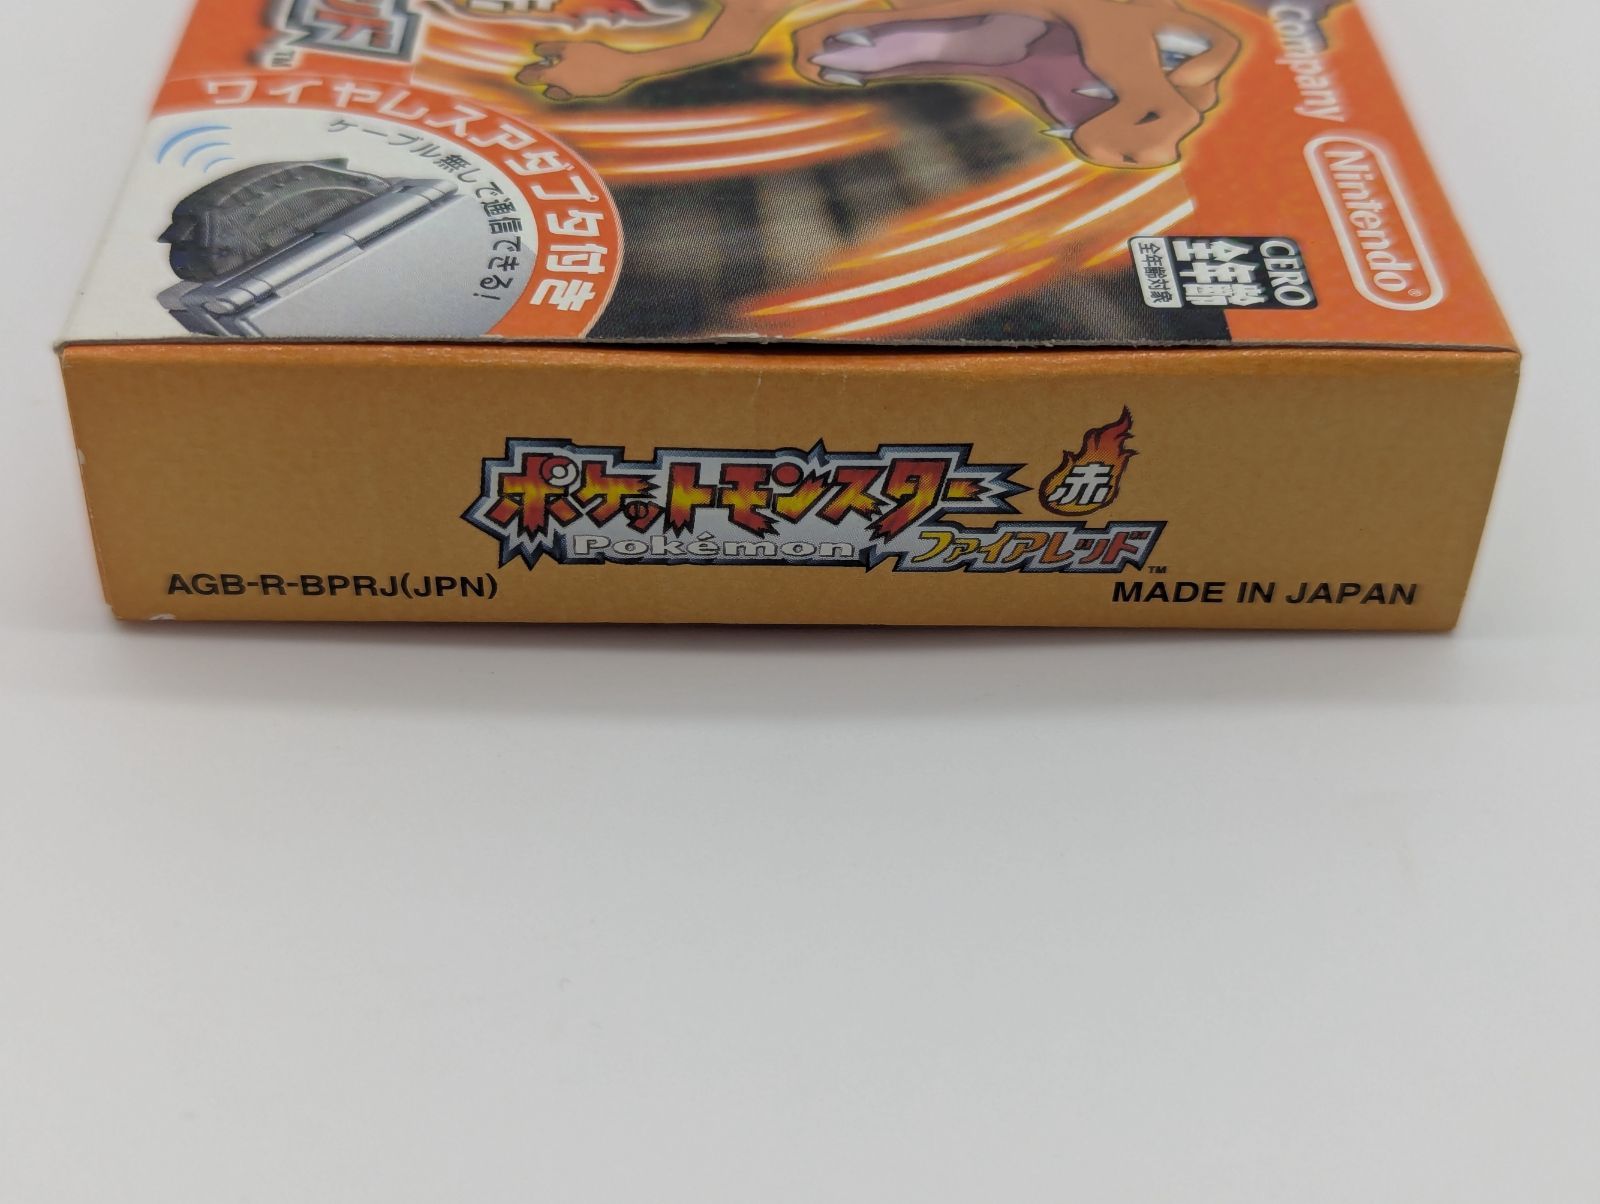 ワイヤレスアダプタ付き
ケーブル無しで通信できる!
Company
Nintendo®
CERO
全年齢
全年齢対象
ポケットモンスター
赤
Pokémon
ファイアレッド™
AGB-R-BPRJ(JPN)
MADE IN JAPAN